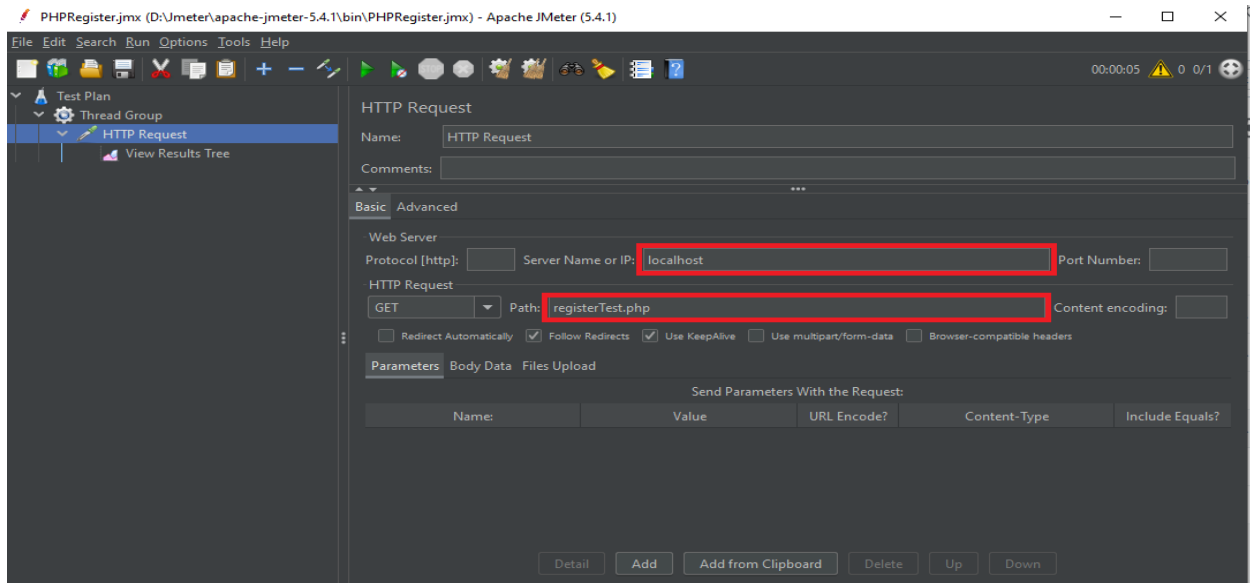 PHPRegister.jmx (D:\Jmeter\apache-jmeter-5.4.1\bin\PHPRegister.jmx) - Apache JMeter (5.4.1)
File Edit Search Run Options Tools Help
STOP
00:00:05 0 0/1
Test Plan
Thread Group
HTTP Request
View Results Tree
HTTP Request
Name: HTTP Request
Comments:
Basic Advanced
Web Server
Protocol [http]: Server Name or IP: localhost Port Number:
HTTP Request
GET Path: registerTest.php Content encoding:
Redirect Automatically Follow Redirects Use KeepAlive Use multipart/form-data Browser-compatible headers
Parameters Body Data Files Upload
Send Parameters With the Request:
Name: Value URL Encode? Content-Type Include Equals?
Detail Add Add from Clipboard Delete Up Down